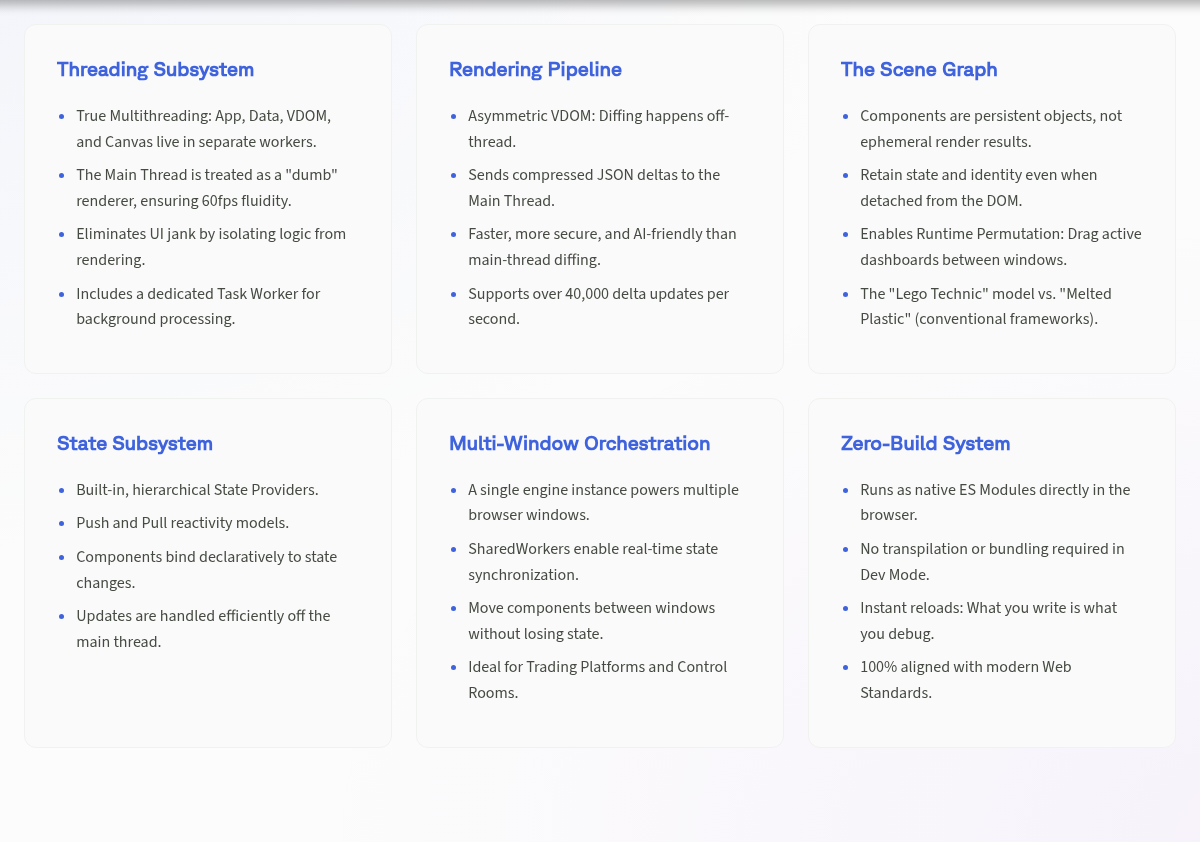 Threading Subsystem
True Multithreading: App, Data, VDOM,
and Canvas live in separate workers.
The Main Thread is treated as a "dumb"
renderer, ensuring 60fps fluidity.
Eliminates UI jank by isolating logic from
rendering.
Includes a dedicated Task Worker for
background processing.
Rendering Pipeline
Asymmetric VDOM: Diffing happens off-
thread.
Sends compressed JSON deltas to the
Main Thread.
Faster, more secure, and AI-friendly than
main-thread diffing.
Supports over 40,000 delta updates per
second.
The Scene Graph
Components are persistent objects, not
ephemeral render results.
Retain state and identity even when
detached from the DOM.
Enables Runtime Permutation: Drag active
dashboards between windows.
The "Lego Technic" model vs. "Melted
Plastic" (conventional frameworks).
State Subsystem
Built-in, hierarchical State Providers.
Push and Pull reactivity models.
Components bind declaratively to state
changes.
Updates are handled efficiently off the
main thread.
Multi-Window Orchestration
A single engine instance powers multiple
browser windows.
SharedWorkers enable real-time state
synchronization.
Move components between windows
without losing state.
Ideal for Trading Platforms and Control
Rooms.
Zero-Build System
Runs as native ES Modules directly in the
browser.
No transpilation or bundling required in
Dev Mode.
Instant reloads: What you write is what
you debug.
100% aligned with modern Web
Standards.